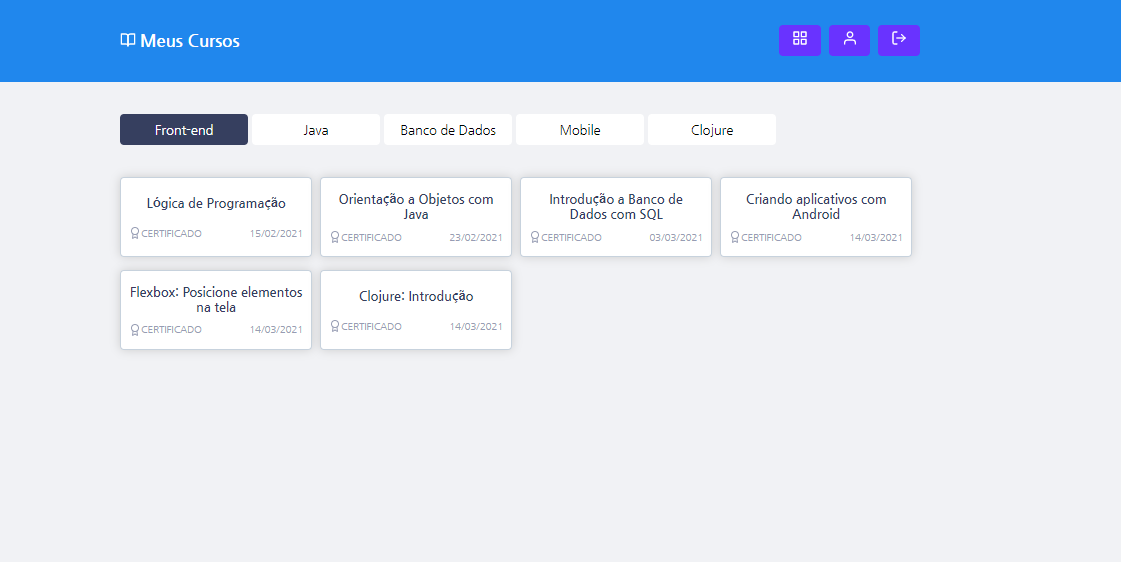 Meus Cursos
Front-end
Java
Banco de Dados
Mobile
Clojure
Lógica de Programação
CERTIFICADO 15/02/2021
Orientação a Objetos com
Java
CERTIFICADO 23/02/2021
Introdução a Banco de
Dados com SQL
CERTIFICADO 03/03/2021
Criando aplicativos com
Android
CERTIFICADO 14/03/2021
Flexbox: Posicione elementos
na tela
CERTIFICADO 14/03/2021
Clojure: Introdução
CERTIFICADO 14/03/2021